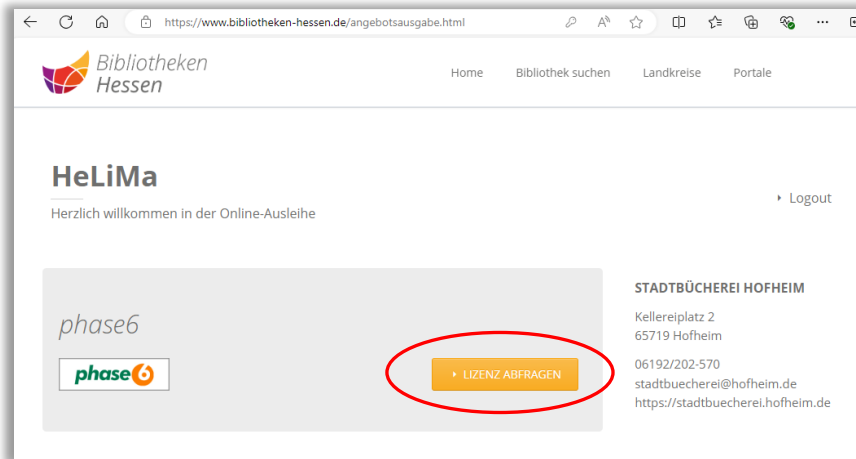 https://www.bibliotheken-hessen.de/angebotsausgabe.html
Bibliotheken
Hessen
Home Bibliothek suchen Landkreise Portale
HeLiMa
Herzlich willkommen in der Online-Ausleihe
Logout
phase6
phase6
LIZENZ ABFRAGEN
STADTBÜCHEREI HOFHEIM
Kellereiplatz 2
65719 Hofheim
06192/202-570
stadtbuecherei@hofheim.de
https://stadtbuecherei.hofheim.de